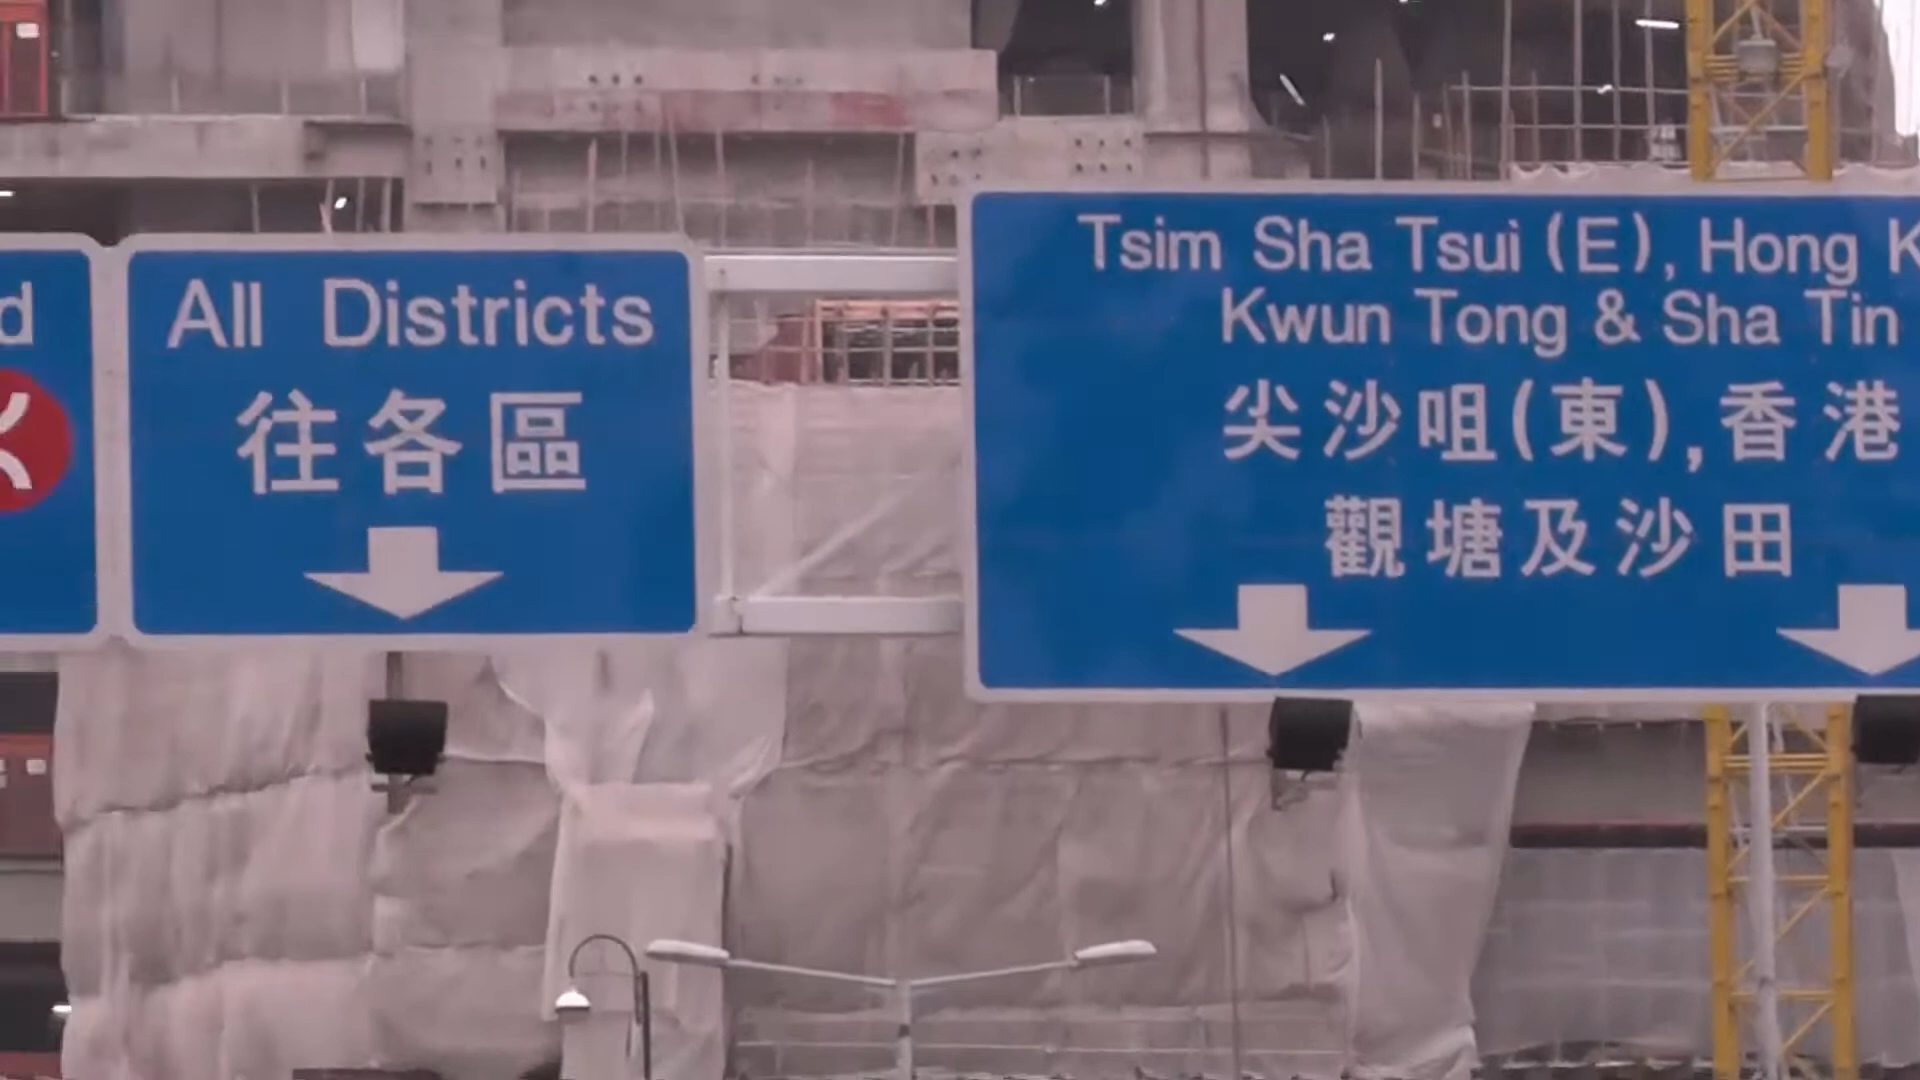 All Districts
往各區
Tsim Sha Tsui (E), Hong K
Kwun Tong & Sha Tin
尖沙咀(東),香港
觀塘及沙田